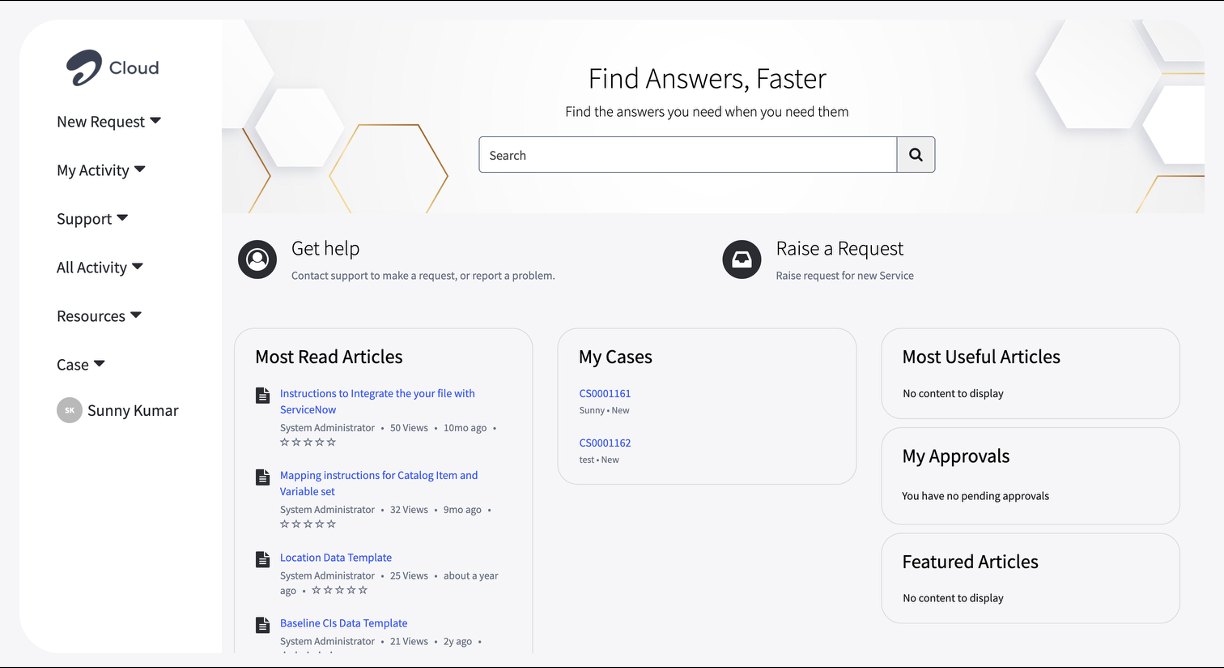 Cloud
New Request
My Activity
Support
All Activity
Resources
Case
SK
Sunny Kumar
Find Answers, Faster
Find the answers you need when you need them
Search
Get help
Contact support to make a request, or report a problem.
Raise a Request
Raise request for new Service
Most Read Articles
Instructions to Integrate the your file with
ServiceNow
System Administrator • 50 Views • 10mo ago •
☆☆☆☆☆
Mapping instructions for Catalog Item and
Variable set
System Administrator • 32 Views • 9mo ago •
☆☆☆☆☆
Location Data Template
System Administrator • 25 Views • about a year
ago • ☆☆☆☆☆
Baseline CIs Data Template
System Administrator • 21 Views • 2y ago •
My Cases
CS0001161
Sunny • New
CS0001162
test • New
Most Useful Articles
No content to display
My Approvals
You have no pending approvals
Featured Articles
No content to display